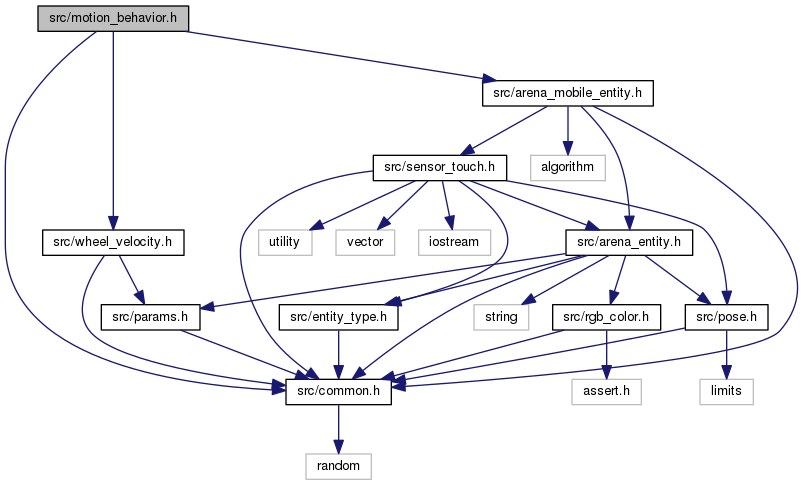 src/motion_behavior.h
src/arena_mobile_entity.h
src/sensor_touch.h
algorithm
src/wheel_velocity.h
utility
vector
iostream
src/arena_entity.h
src/params.h
src/entity_type.h
string
src/rgb_color.h
src/pose.h
src/common.h
assert.h
limits
random